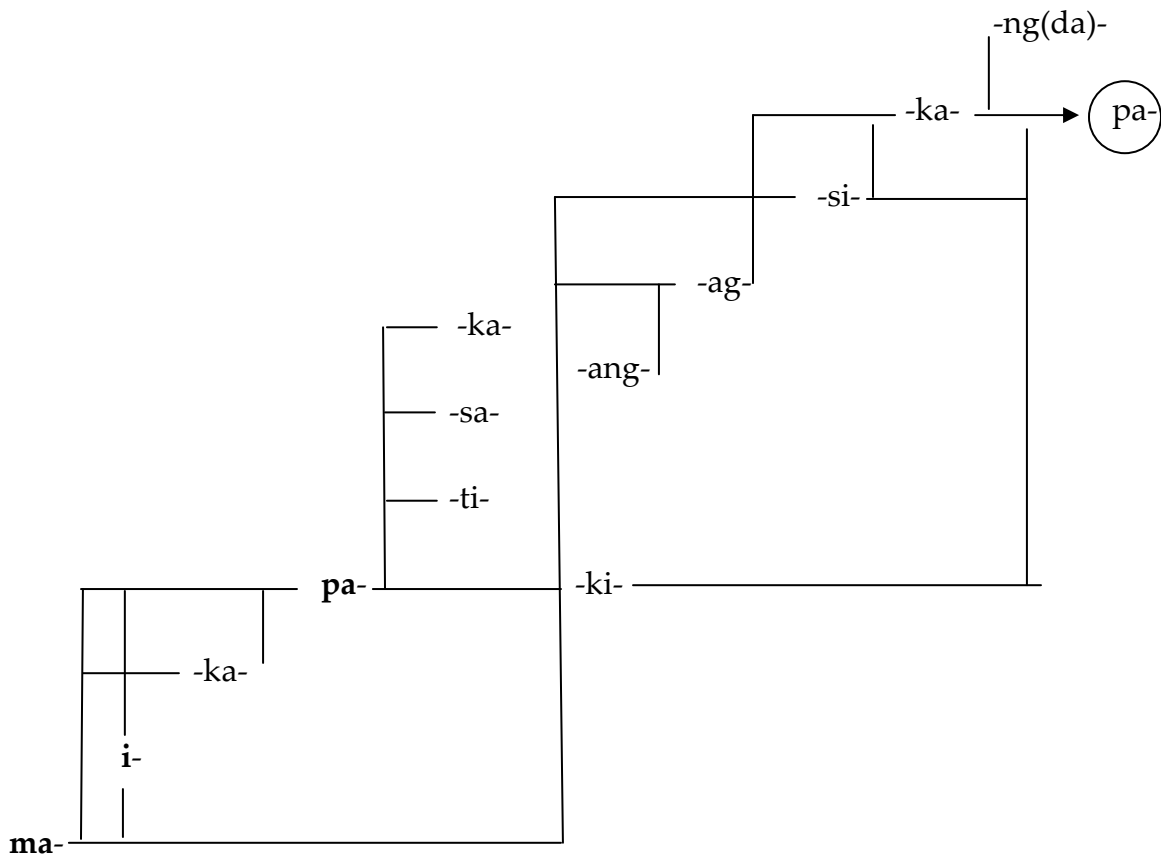 -ng(da)-
-ka-
pa-
-si-
-ag-
-ka-
-ang-
-sa-
-ti-
pa-
-ki-
-ka-
i-
ma-